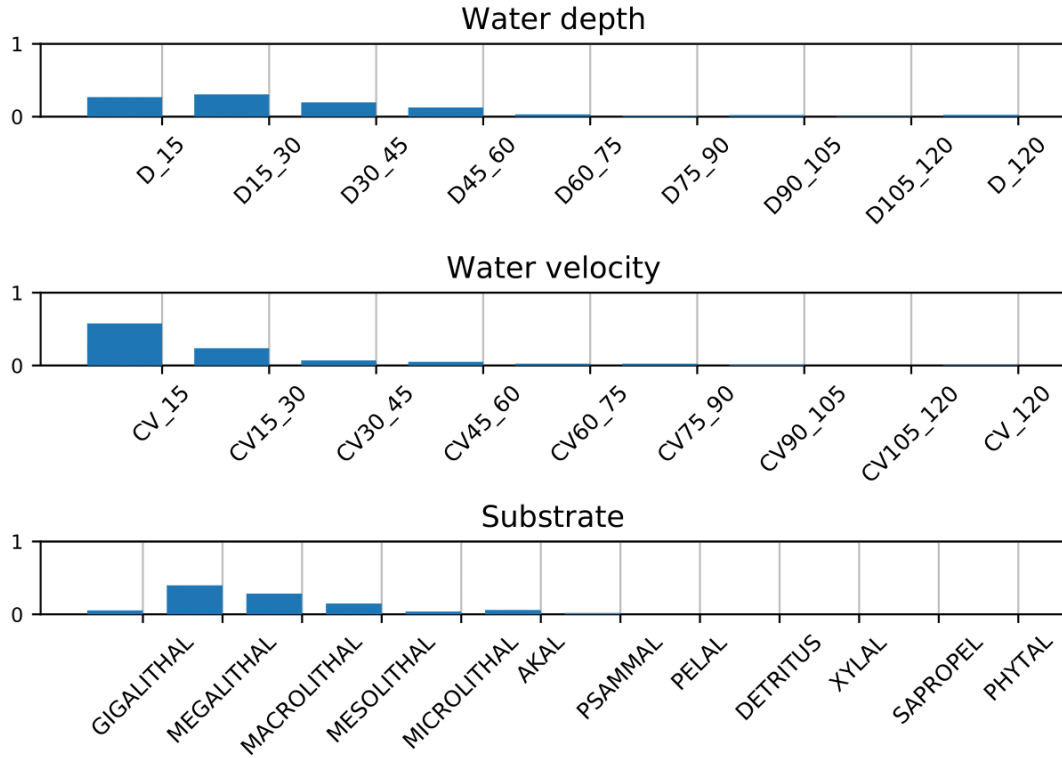 Water depth
1
0
D_15
D15_30
D30_45
D45_60
D60_75
D75_90
D90_105
D105_120
D_120
Water velocity
1
0
CV_15
CV15_30
CV30_45
CV45_60
CV60_75
CV75_90
CV90_105
CV105_120
CV_120
Substrate
1
0
GIGALITHAL
MEGALITHAL
MACROLITHAL
MESOLITHAL
MICROLITHAL
AKAL
PSAMMAL
PELAL
DETRITUS
XYLAL
SAPROPEL
PHYTAL